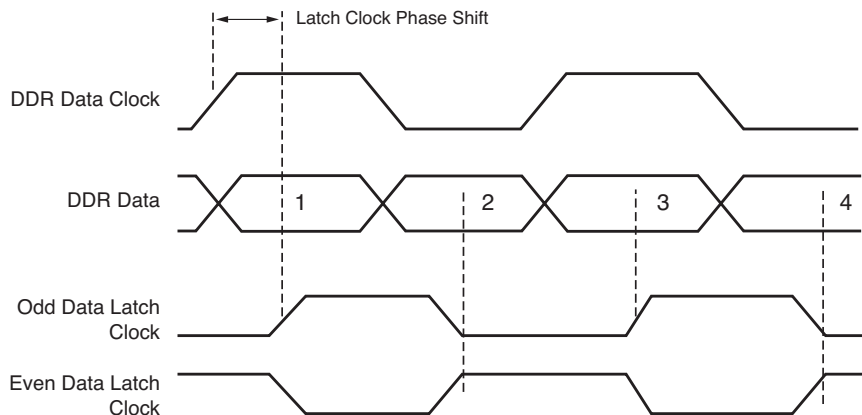 Latch Clock Phase Shift
DDR Data Clock
DDR Data
1
2
3
4
Odd Data Latch
Clock
Even Data Latch
Clock